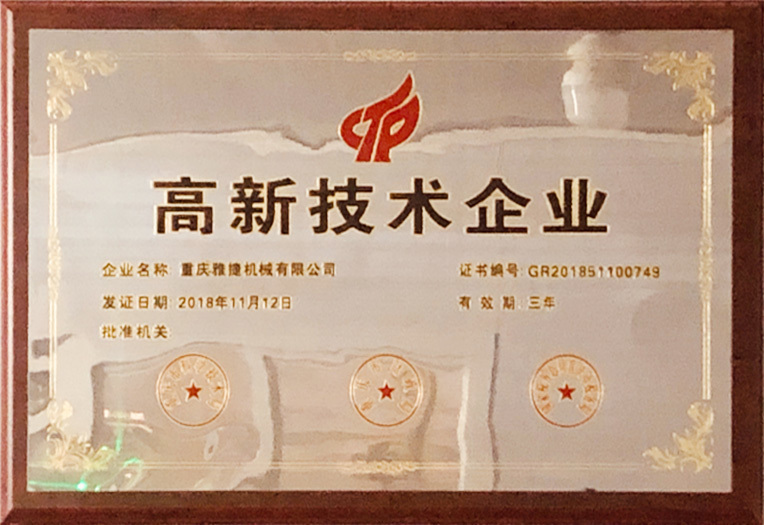 高新技术企业
企业名称: 重庆雅捷机械有限公司
证书编号: GR201851100749
发证日期: 2018年11月12日
有效期: 三年
批准机关